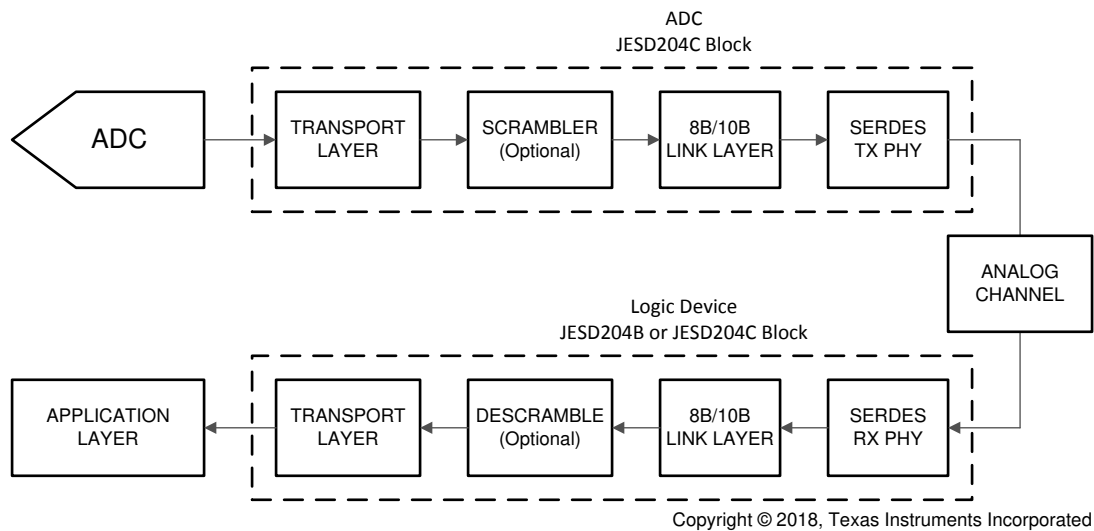 ADC
JESD204C Block
ADC
TRANSPORT
LAYER
SCRAMBLER
(Optional)
8B/10B
LINK LAYER
SERDES
TX PHY
ANALOG
CHANNEL
Logic Device
JESD204B or JESD204C Block
APPLICATION
LAYER
TRANSPORT
LAYER
DESCRAMBLE
(Optional)
8B/10B
LINK LAYER
SERDES
RX PHY
Copyright © 2018, Texas Instruments Incorporated